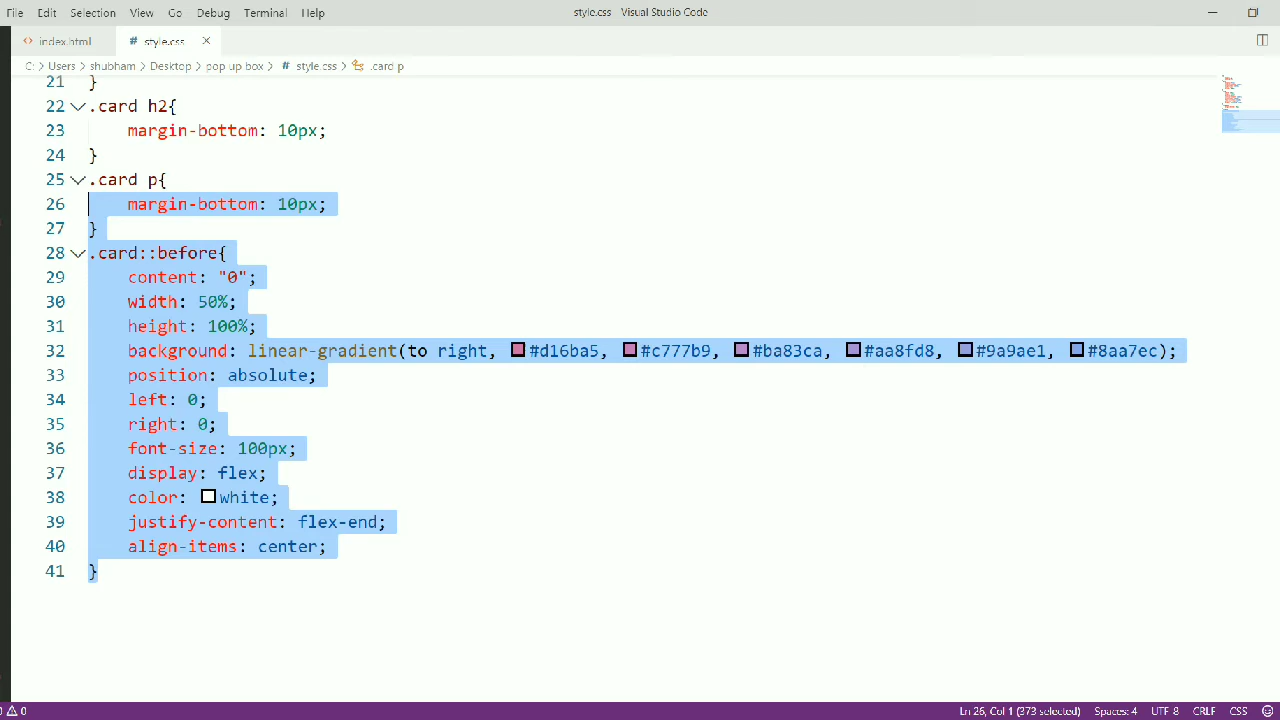 File Edit Selection View Go Debug Terminal Help style.css - Visual Studio Code
<> index.html # style.css ×
C: > Users > shubham > Desktop > pop up box > # style.css > .card p
21 }
22 .card h2{
23 margin-bottom: 10px;
24 }
25 .card p{
26 margin-bottom: 10px;
27 }
28 .card::before{
29 content: "0";
30 width: 50%;
31 height: 100%;
32 background: linear-gradient(to right, #d16ba5, #c777b9, #ba83ca, #aa8fd8, #9a9ae1, #8aa7ec);
33 position: absolute;
34 left: 0;
35 right: 0;
36 font-size: 100px;
37 display: flex;
38 color: white;
39 justify-content: flex-end;
40 align-items: center;
41 }
0 Ln 26, Col 1 (373 selected) Spaces: 4 UTF-8 CRLF CSS